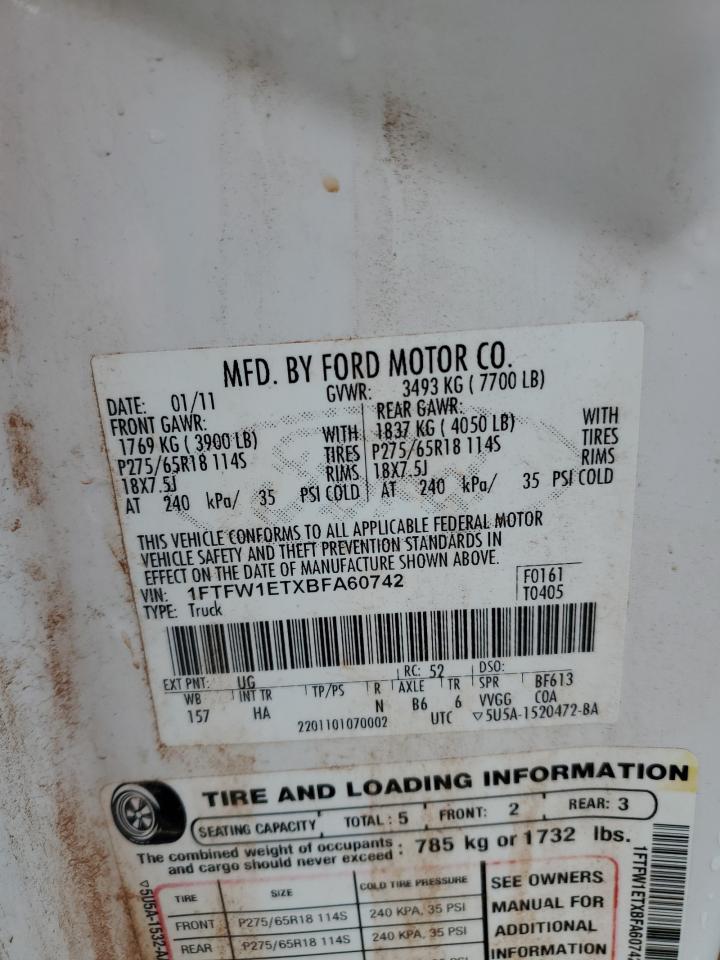 MFD. BY FORD MOTOR CO.
DATE: 01/11 GVWR: 3493 KG ( 7700 LB)
FRONT GAWR: REAR GAWR:
1769 KG ( 3900 LB) WITH 1837 KG ( 4050 LB) WITH
P275/65R18 114S TIRES P275/65R18 114S TIRES
18X7.5J RIMS 18X7.5J RIMS
AT 240 kPa/ 35 PSI COLD AT 240 kPa/ 35 PSI COLD
THIS VEHICLE CONFORMS TO ALL APPLICABLE FEDERAL MOTOR
VEHICLE SAFETY AND THEFT PREVENTION STANDARDS IN
EFFECT ON THE DATE OF MANUFACTURE SHOWN ABOVE.
VIN: 1FTFW1ETXBFA60742 F0161
TYPE: Truck T0405
EXT PNT: UG RC: 52 DSO:
WB INT TR TP/PS R AXLE TR SPR BF613
157 HA N B6 6 VVGG COA
2201101070002 UTC ▽5U5A-1520472-BA
TIRE AND LOADING INFORMATION
SEATING CAPACITY TOTAL : 5 FRONT: 2 REAR: 3
The combined weight of occupants
and cargo should never exceed : 785 kg or 1732 lbs.
TIRE SIZE COLD TIRE PRESSURE
FRONT P275/65R18 114S 240 KPA, 35 PSI
REAR P275/65R18 114S 240 KPA, 35 PSI
SEE OWNERS
MANUAL FOR
ADDITIONAL
INFORMATION
1FTFW1ETXBFA6074
▽5U5A-1532-A